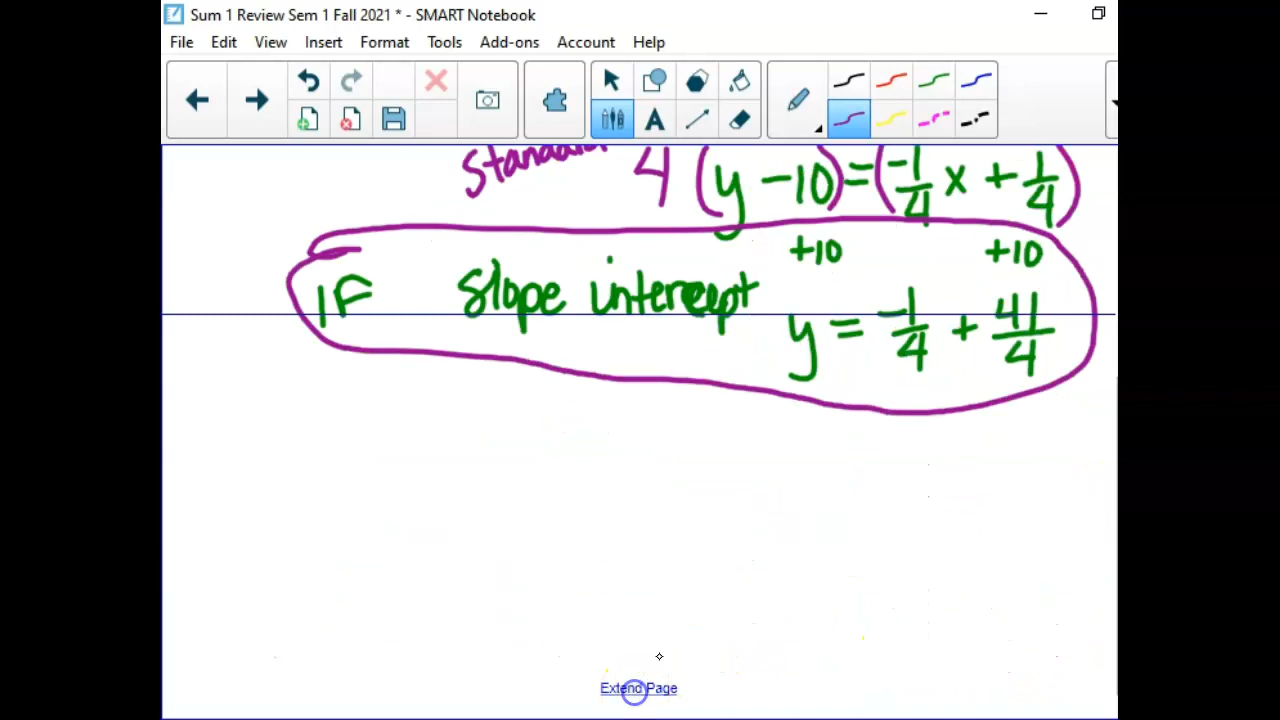 Sum 1 Review Sem 1 Fall 2021 * - SMART Notebook
File Edit View Insert Format Tools Add-ons Account Help
4 (y - 10) = (-1/4 x + 1/4)
+10 +10
IF slope intercept
y = -1/4 + 41/4
Extend Page